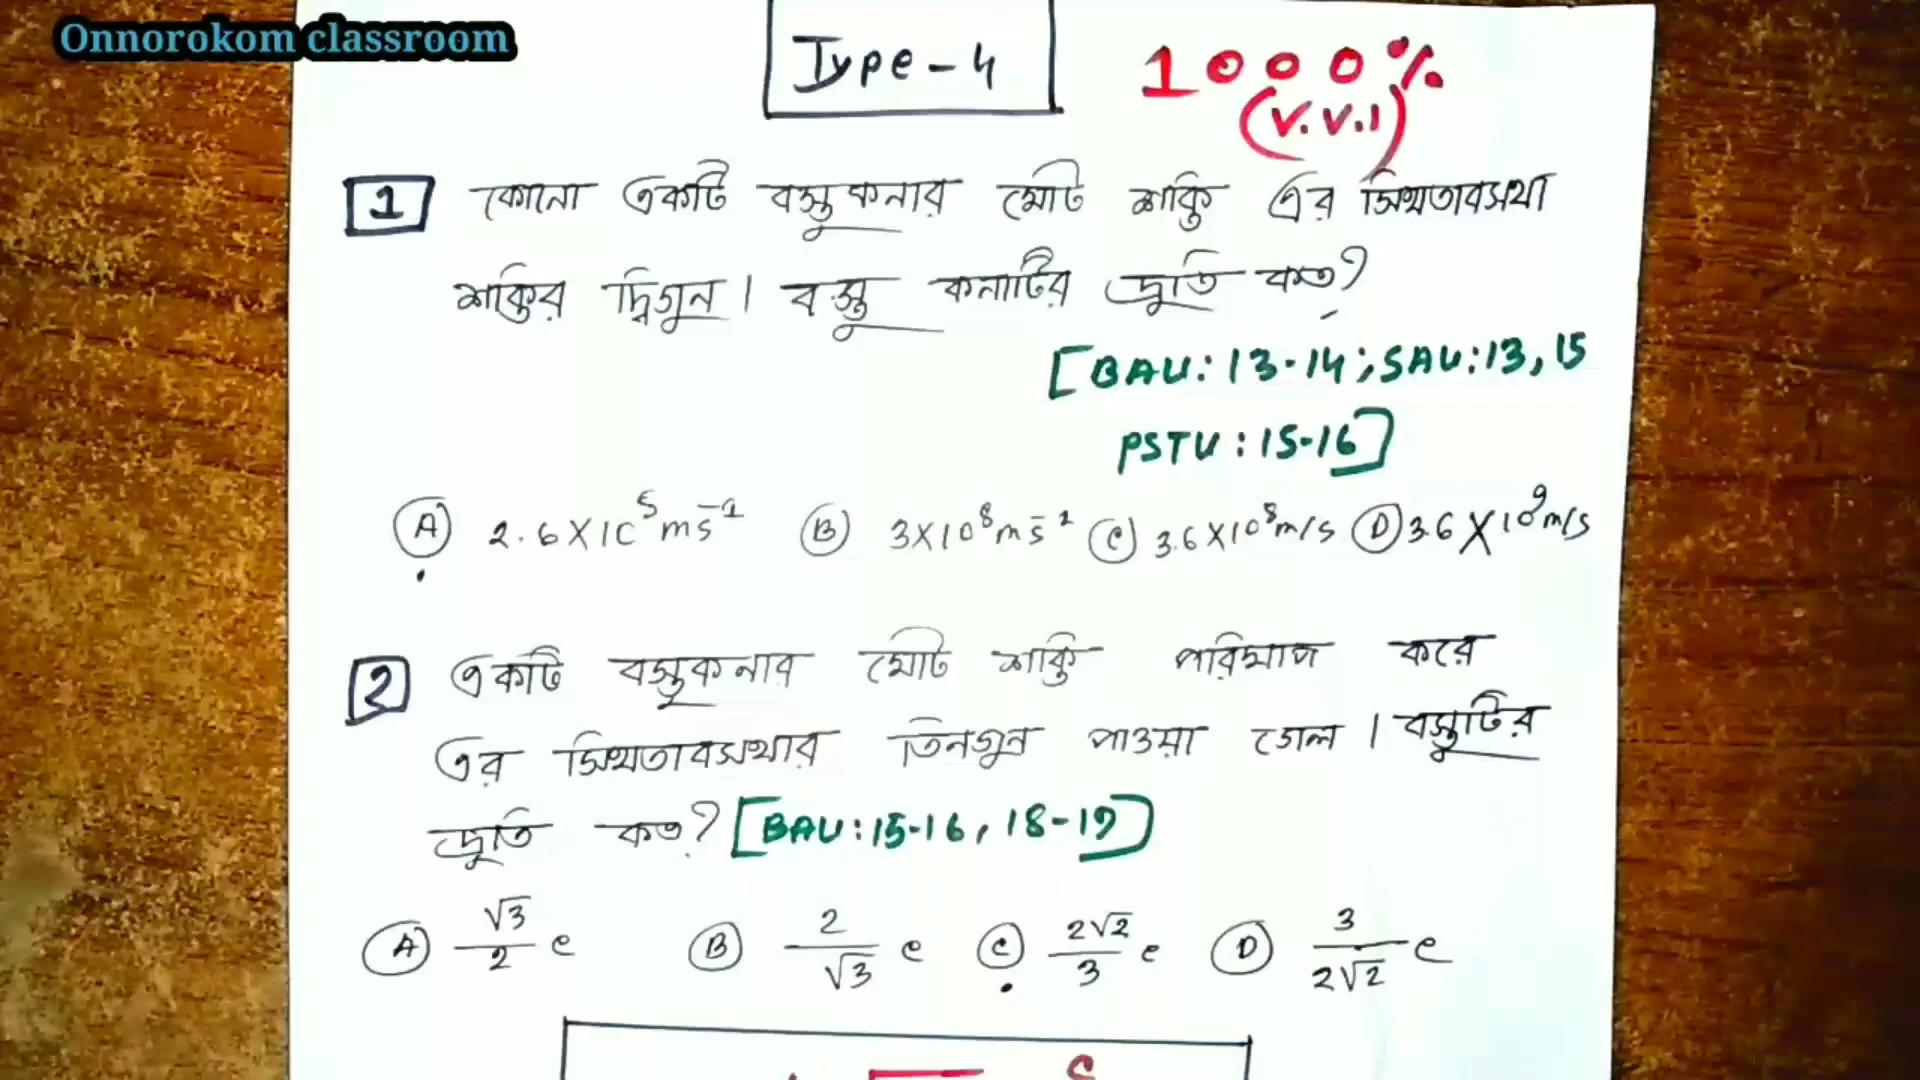 Onnorokom classroom
Type-4
1000%
(v.v.1)
1 কোনো একটি বস্তুকনার মোট শক্তি এর স্থিতাবস্থা
শক্তির দ্বিগুন। বস্তু কনাটির দ্রুতি কত?
[BAU:13-14;SAU:13,15
PSTU:15-16]
A 2.6×10⁵ms⁻¹ B 3×10⁸ms⁻¹ C 3.6×10⁸m/s D 3.6×10⁹m/s
2 একটি বস্তুকনার মোট শক্তি পরিমাপ করে
এর স্থিতাবস্থার তিনগুন পাওয়া গেল। বস্তুটির
দ্রুতি কত? [BAU:15-16, 18-19]
A √3/2 c B 2/√3 c C 2√2/3 c D 3/2√2 c